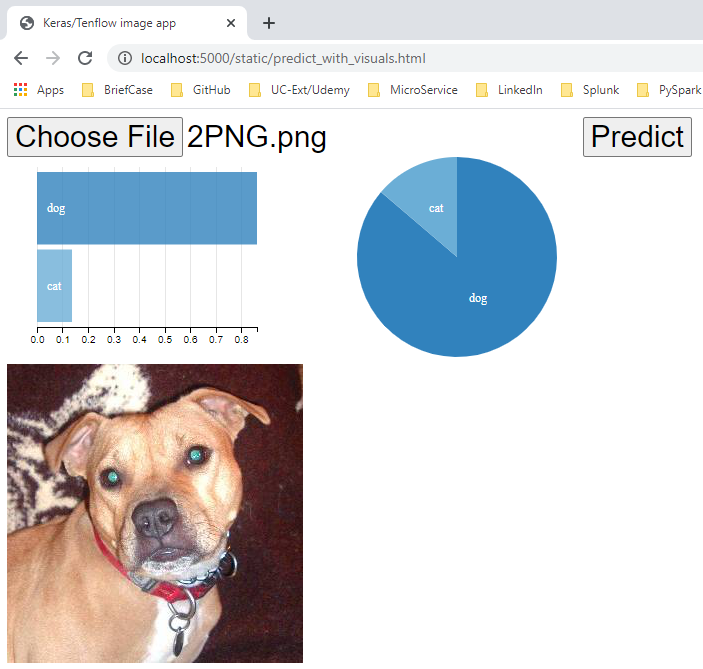 Keras/Tenflow image app
localhost:5000/static/predict_with_visuals.html
Apps BriefCase GitHub UC-Ext/Udemy MicroService LinkedIn Splunk PySpark
Choose File 2PNG.png Predict
dog
cat
0.0 0.1 0.2 0.3 0.4 0.5 0.6 0.7 0.8
cat
dog